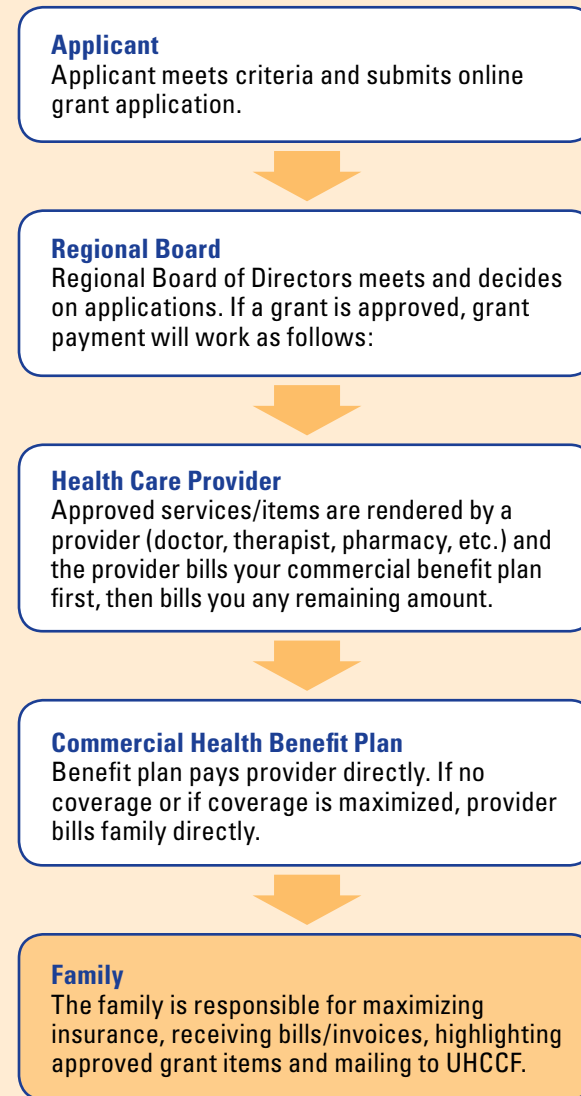 Applicant
Applicant meets criteria and submits online
grant application.
Regional Board
Regional Board of Directors meets and decides
on applications. If a grant is approved, grant
payment will work as follows:
Health Care Provider
Approved services/items are rendered by a
provider (doctor, therapist, pharmacy, etc.) and
the provider bills your commercial benefit plan
first, then bills you any remaining amount.
Commercial Health Benefit Plan
Benefit plan pays provider directly. If no
coverage or if coverage is maximized, provider
bills family directly.
Family
The family is responsible for maximizing
insurance, receiving bills/invoices, highlighting
approved grant items and mailing to UHCCF.